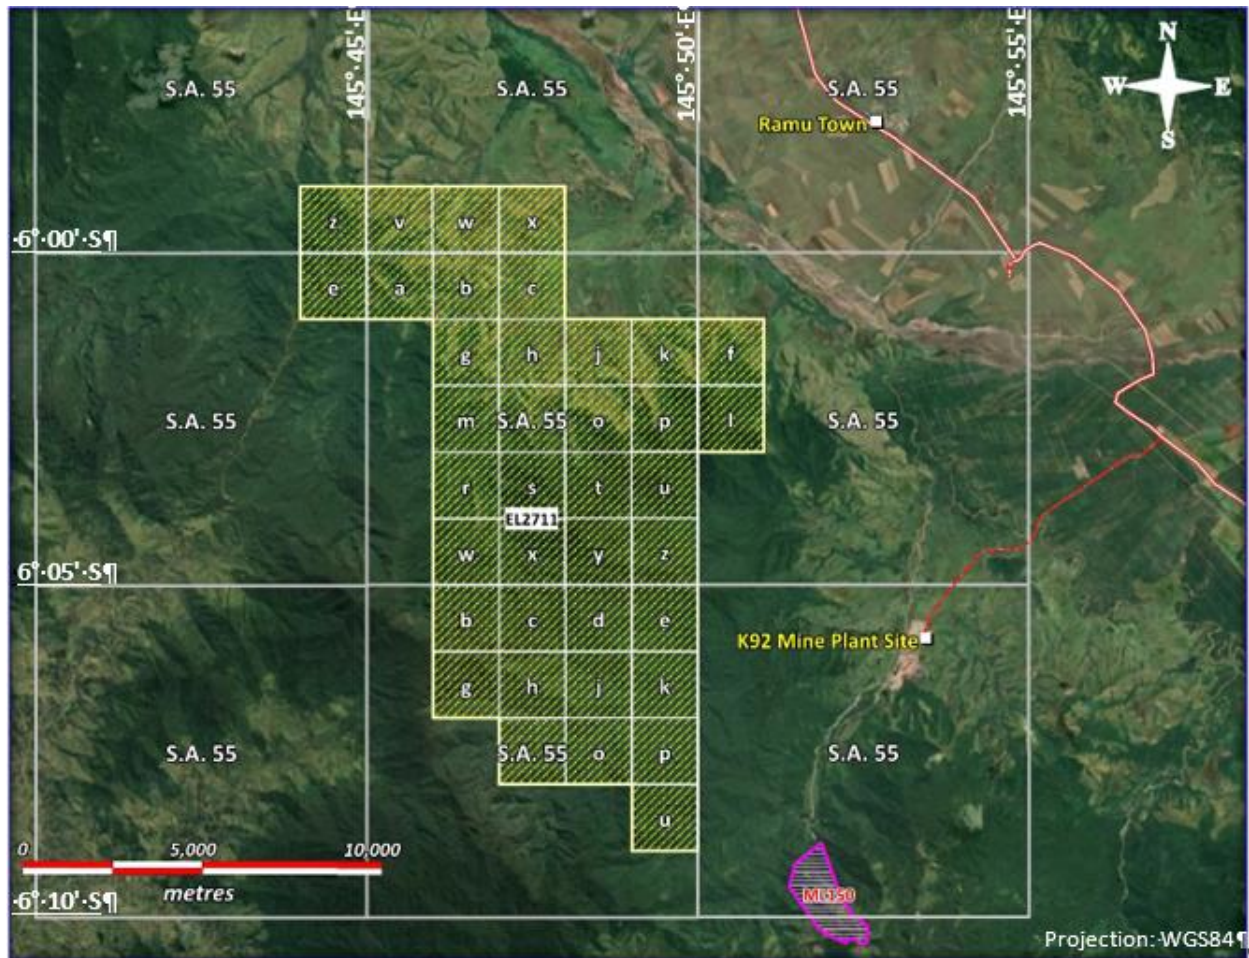 145°·45'·E
145°·50'·E
145°·55'·E
N
W E
S
S.A. 55
S.A. 55
S.A. 55
Ramu Town
z v w x
·6°·00'·S¶
e a b c
g h j k f
S.A. 55
m S.A. 55 o p l
S.A. 55
r s t u
EL2711
w x y z
6°·05'·S¶
b c d e
K92 Mine Plant Site
g h j k
S.A. 55
S.A. 55 o p
S.A. 55
u
0 5,000 10,000
metres
ML150
·6°·10'·S¶
Projection:·WGS84¶